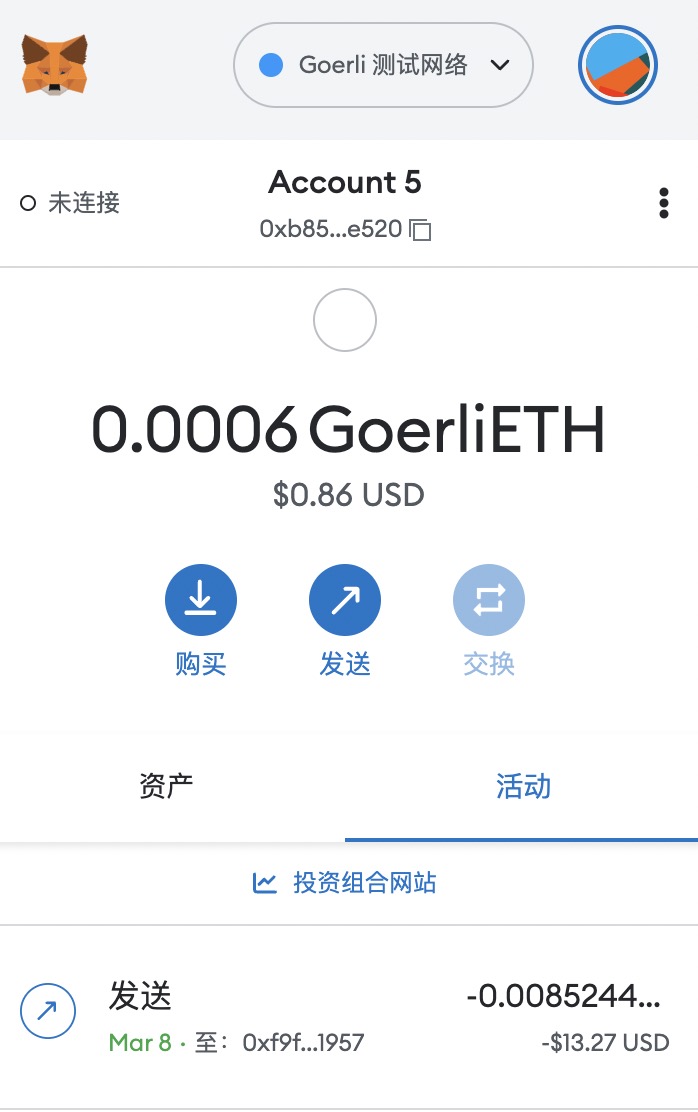 Goerli 测试网络
Account 5
未连接
0xb85...e520
0.0006 GoerliETH
$0.86 USD
购买
发送
交换
资产
活动
投资组合网站
发送
-0.0085244...
Mar 8 · 至： 0xf9f...1957
-$13.27 USD